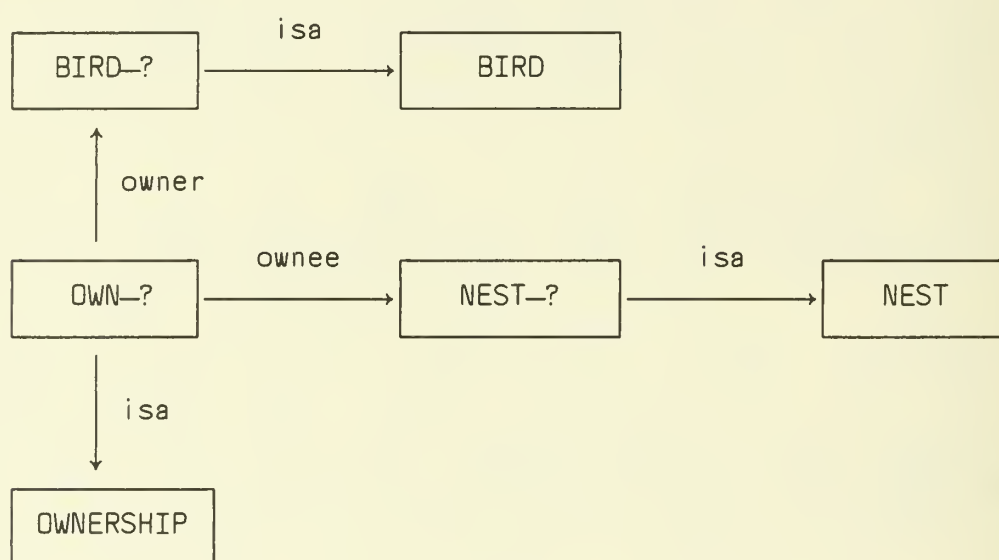 isa
BIRD—?
BIRD
owner
ownee
isa
OWN—?
NEST—?
NEST
isa
OWNERSHIP